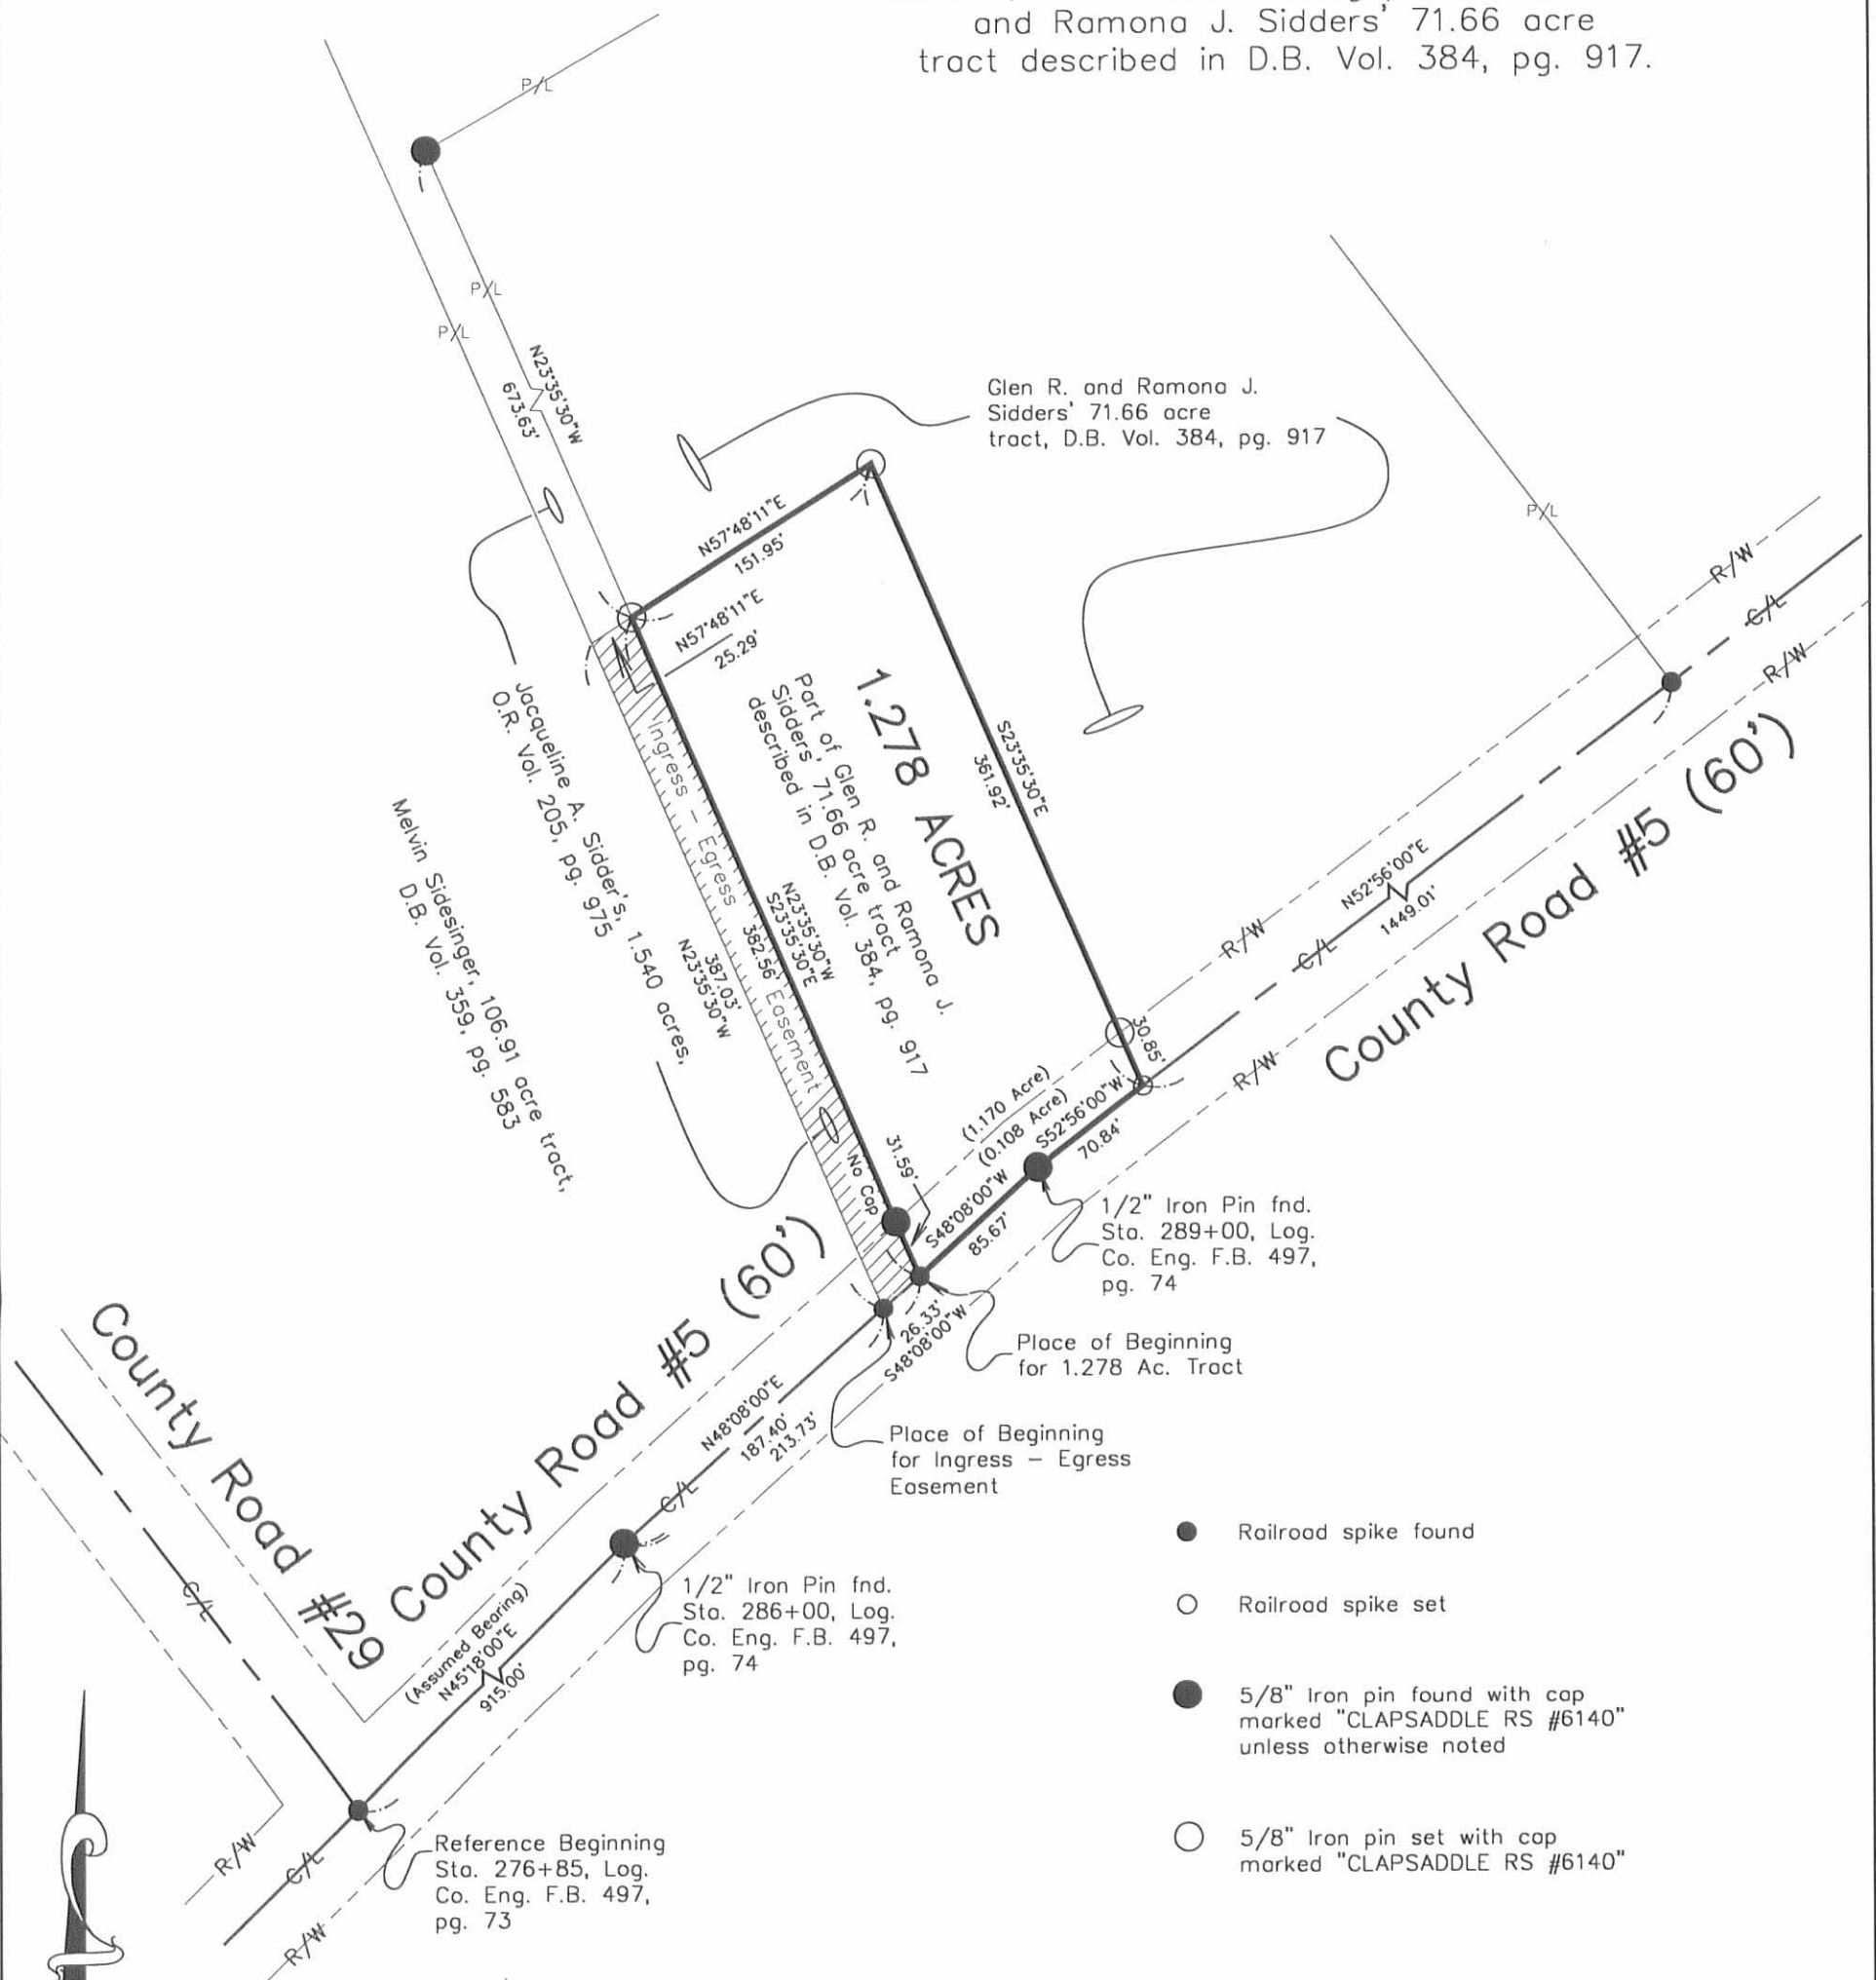 and Ramona J. Sidders' 71.66 acre
tract described in D.B. Vol. 384, pg. 917.
P/L
P/L
P/L
N23°35'30"W
673.63'
Glen R. and Ramona J.
Sidders' 71.66 acre
tract, D.B. Vol. 384, pg. 917
P/L
N57°48'11"E
151.95'
N57°48'11"E
25.29'
R/W
C/L
R/W
1.278 ACRES
Part of Glen R. and Ramona J.
Sidders' 71.66 acre tract
described in D.B. Vol. 384, pg. 917
S23°35'30"E
361.92'
Jacqueline A. Sidder's, 1.540 acres,
O.R. Vol. 205, pg. 975
Melvin Sidesinger, 106.91 acre tract,
D.B. Vol. 359, pg. 583
Ingress - Egress Easement
N23°35'30"W
S23°35'30"E
382.56'
387.03'
N23°35'30"W
N52°56'00"E
1449.01'
R/W
C/L
R/W
County Road #5 (60')
30.85'
(1.170 Acre)
(0.108 Acre)
S52°56'00"W
70.84'
31.59'
No Cap
S48°08'00"W
85.67'
1/2" Iron Pin fnd.
Sta. 289+00, Log.
Co. Eng. F.B. 497,
pg. 74
26.33'
S48°08'00"W
Place of Beginning
for 1.278 Ac. Tract
Place of Beginning
for Ingress - Egress
Easement
County Road #5 (60')
County Road #29
N48°08'00"E
187.40'
213.73'
C/L
C/L
1/2" Iron Pin fnd.
Sta. 286+00, Log.
Co. Eng. F.B. 497,
pg. 74
(Assumed Bearing)
N45°18'00"E
915.00'
Reference Beginning
Sta. 276+85, Log.
Co. Eng. F.B. 497,
pg. 73
R/W
C/L
R/W
Railroad spike found
Railroad spike set
5/8" Iron pin found with cap
marked "CLAPSADDLE RS #6140"
unless otherwise noted
5/8" Iron pin set with cap
marked "CLAPSADDLE RS #6140"